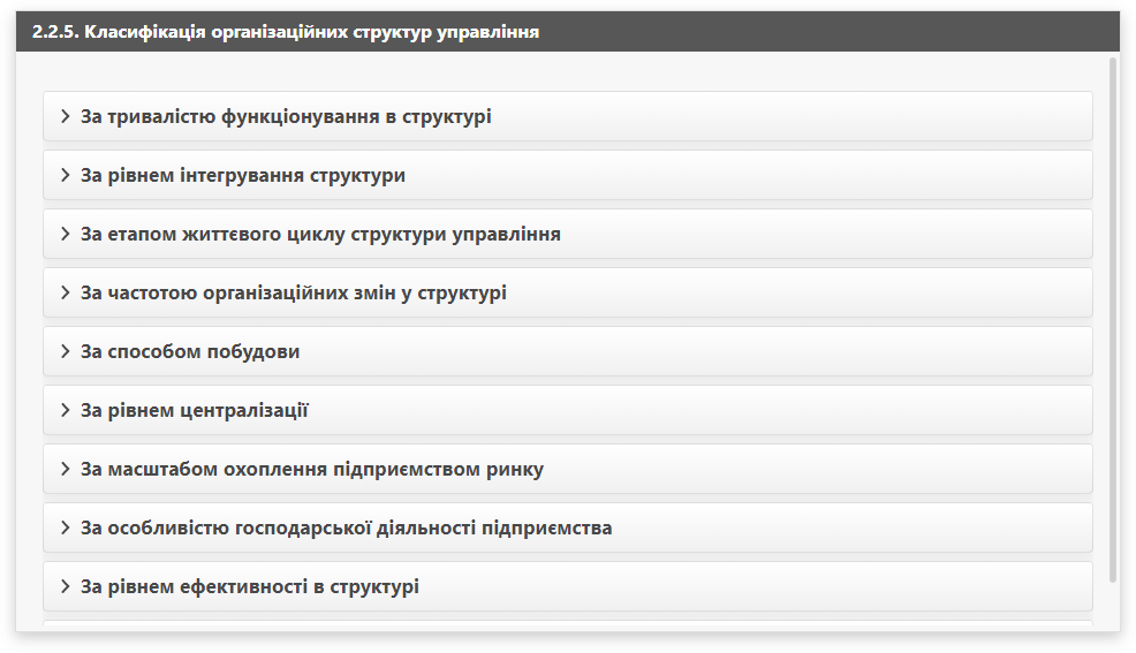 2.2.5. Класифікація організаційних структур управління
За тривалістю функціонування в структурі
За рівнем інтегрування структури
За етапом життєвого циклу структури управління
За частотою організаційних змін у структурі
За способом побудови
За рівнем централізації
За масштабом охоплення підприємством ринку
За особливістю господарської діяльності підприємства
За рівнем ефективності в структурі